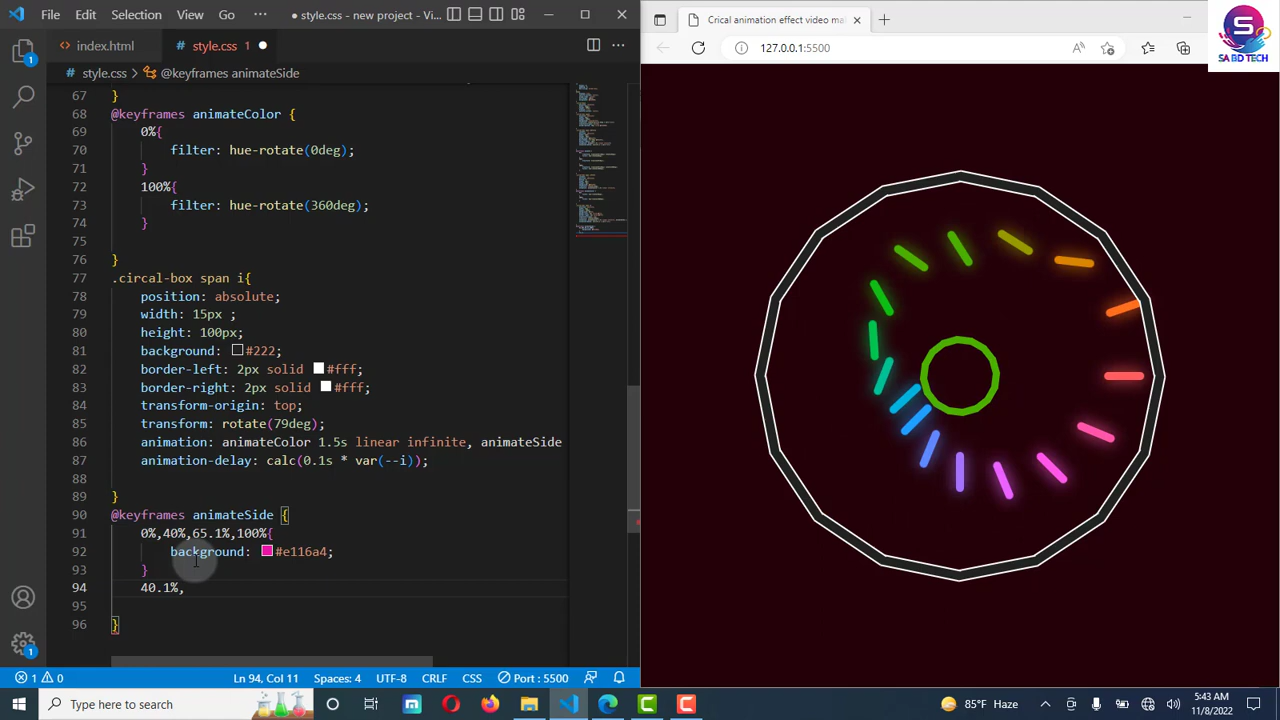 File Edit Selection View Go ··· ● style.css - new project - Vi...
Crical animation effect video mal
S
SA BD TECH
index.html style.css 1 ●
127.0.0.1:5500
style.css > @keyframes animateSide
67 }
68 @keyframes animateColor {
69 0%{
70 filter: hue-rotate(0deg);
71 }
72 100%{
73 filter: hue-rotate(360deg);
74 }
75
76 }
77 .circal-box span i{
78 position: absolute;
79 width: 15px ;
80 height: 100px;
81 background: #222;
82 border-left: 2px solid #fff;
83 border-right: 2px solid #fff;
84 transform-origin: top;
85 transform: rotate(79deg);
86 animation: animateColor 1.5s linear infinite, animateSide
87 animation-delay: calc(0.1s * var(--i));
88
89 }
90 @keyframes animateSide {
91 0%,40%,65.1%,100%{
92 background: #e116a4;
93 }
94 40.1%,
95
96 }
1 0 Ln 94, Col 11 Spaces: 4 UTF-8 CRLF CSS Port : 5500
Type here to search 85°F Haze 5:43 AM
11/8/2022